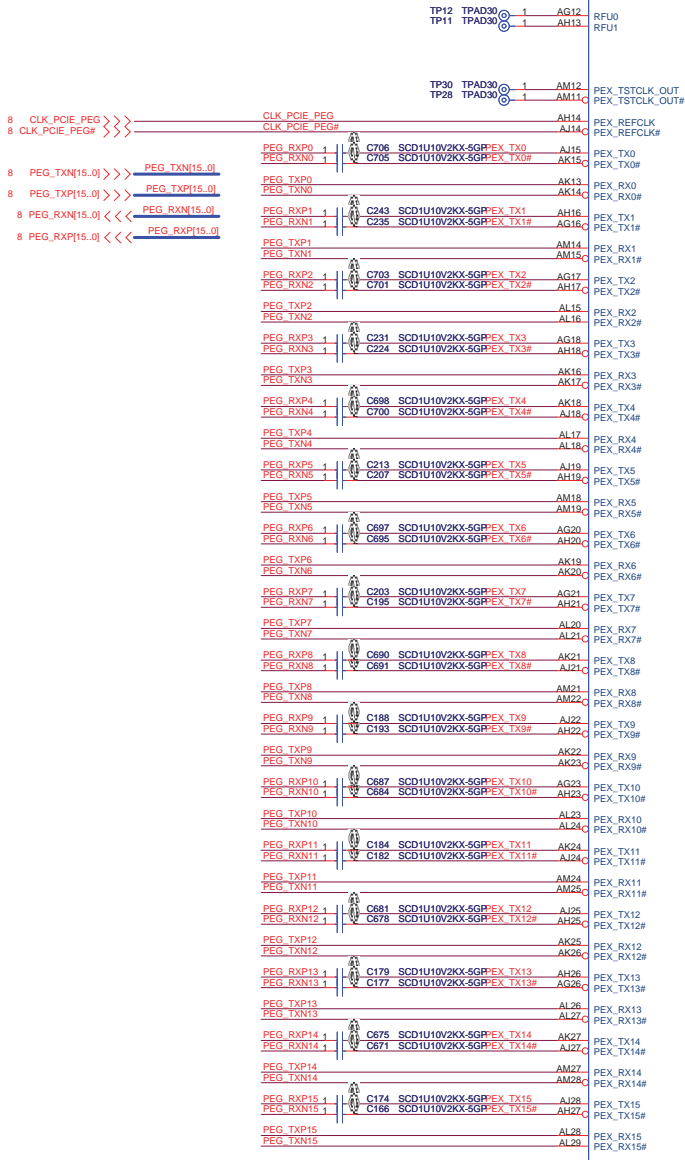 TP12 TPAD30 1 AG12 RFU0
TP11 TPAD30 1 AH13 RFU1
TP30 TPAD30 1 AM12 PEX_TSTCLK_OUT
TP28 TPAD30 1 AM11 PEX_TSTCLK_OUT#
8 CLK_PCIE_PEG CLK_PCIE_PEG AH14 PEX_REFCLK
8 CLK_PCIE_PEG# CLK_PCIE_PEG# AJ14 PEX_REFCLK#
PEG_RXP0 1 C706 SCD1U10V2KX-5GP PEX_TX0 AJ15 PEX_TX0
PEG_RXN0 1 C705 SCD1U10V2KX-5GP PEX_TX0# AK15 PEX_TX0#
8 PEG_TXN[15..0] PEG_TXN[15..0]
PEG_TXP0 AK13 PEX_RX0
8 PEG_TXP[15..0] PEG_TXP[15..0]
PEG_TXN0 AK14 PEX_RX0#
8 PEG_RXN[15..0] PEG_RXN[15..0]
PEG_RXP1 1 C243 SCD1U10V2KX-5GP PEX_TX1 AH16 PEX_TX1
PEG_RXN1 1 C235 SCD1U10V2KX-5GP PEX_TX1# AG16 PEX_TX1#
8 PEG_RXP[15..0] PEG_RXP[15..0]
PEG_TXP1 AM14 PEX_RX1
PEG_TXN1 AM15 PEX_RX1#
PEG_RXP2 1 C703 SCD1U10V2KX-5GP PEX_TX2 AG17 PEX_TX2
PEG_RXN2 1 C701 SCD1U10V2KX-5GP PEX_TX2# AH17 PEX_TX2#
PEG_TXP2 AL15 PEX_RX2
PEG_TXN2 AL16 PEX_RX2#
PEG_RXP3 1 C231 SCD1U10V2KX-5GP PEX_TX3 AG18 PEX_TX3
PEG_RXN3 1 C224 SCD1U10V2KX-5GP PEX_TX3# AH18 PEX_TX3#
PEG_TXP3 AK16 PEX_RX3
PEG_TXN3 AK17 PEX_RX3#
PEG_RXP4 1 C698 SCD1U10V2KX-5GP PEX_TX4 AK18 PEX_TX4
PEG_RXN4 1 C700 SCD1U10V2KX-5GP PEX_TX4# AJ18 PEX_TX4#
PEG_TXP4 AL17 PEX_RX4
PEG_TXN4 AL18 PEX_RX4#
PEG_RXP5 1 C213 SCD1U10V2KX-5GP PEX_TX5 AJ19 PEX_TX5
PEG_RXN5 1 C207 SCD1U10V2KX-5GP PEX_TX5# AH19 PEX_TX5#
PEG_TXP5 AM18 PEX_RX5
PEG_TXN5 AM19 PEX_RX5#
PEG_RXP6 1 C697 SCD1U10V2KX-5GP PEX_TX6 AG20 PEX_TX6
PEG_RXN6 1 C695 SCD1U10V2KX-5GP PEX_TX6# AH20 PEX_TX6#
PEG_TXP6 AK19 PEX_RX6
PEG_TXN6 AK20 PEX_RX6#
PEG_RXP7 1 C203 SCD1U10V2KX-5GP PEX_TX7 AG21 PEX_TX7
PEG_RXN7 1 C195 SCD1U10V2KX-5GP PEX_TX7# AH21 PEX_TX7#
PEG_TXP7 AL20 PEX_RX7
PEG_TXN7 AL21 PEX_RX7#
PEG_RXP8 1 C690 SCD1U10V2KX-5GP PEX_TX8 AK21 PEX_TX8
PEG_RXN8 1 C691 SCD1U10V2KX-5GP PEX_TX8# AJ21 PEX_TX8#
PEG_TXP8 AM21 PEX_RX8
PEG_TXN8 AM22 PEX_RX8#
PEG_RXP9 1 C188 SCD1U10V2KX-5GP PEX_TX9 AJ22 PEX_TX9
PEG_RXN9 1 C193 SCD1U10V2KX-5GP PEX_TX9# AH22 PEX_TX9#
PEG_TXP9 AK22 PEX_RX9
PEG_TXN9 AK23 PEX_RX9#
PEG_RXP10 1 C687 SCD1U10V2KX-5GP PEX_TX10 AG23 PEX_TX10
PEG_RXN10 1 C684 SCD1U10V2KX-5GP PEX_TX10# AH23 PEX_TX10#
PEG_TXP10 AL23 PEX_RX10
PEG_TXN10 AL24 PEX_RX10#
PEG_RXP11 1 C184 SCD1U10V2KX-5GP PEX_TX11 AK24 PEX_TX11
PEG_RXN11 1 C182 SCD1U10V2KX-5GP PEX_TX11# AJ24 PEX_TX11#
PEG_TXP11 AM24 PEX_RX11
PEG_TXN11 AM25 PEX_RX11#
PEG_RXP12 1 C681 SCD1U10V2KX-5GP PEX_TX12 AJ25 PEX_TX12
PEG_RXN12 1 C678 SCD1U10V2KX-5GP PEX_TX12# AH25 PEX_TX12#
PEG_TXP12 AK25 PEX_RX12
PEG_TXN12 AK26 PEX_RX12#
PEG_RXP13 1 C179 SCD1U10V2KX-5GP PEX_TX13 AH26 PEX_TX13
PEG_RXN13 1 C177 SCD1U10V2KX-5GP PEX_TX13# AG26 PEX_TX13#
PEG_TXP13 AL26 PEX_RX13
PEG_TXN13 AL27 PEX_RX13#
PEG_RXP14 1 C675 SCD1U10V2KX-5GP PEX_TX14 AK27 PEX_TX14
PEG_RXN14 1 C671 SCD1U10V2KX-5GP PEX_TX14# AJ27 PEX_TX14#
PEG_TXP14 AM27 PEX_RX14
PEG_TXN14 AM28 PEX_RX14#
PEG_RXP15 1 C174 SCD1U10V2KX-5GP PEX_TX15 AJ28 PEX_TX15
PEG_RXN15 1 C166 SCD1U10V2KX-5GP PEX_TX15# AH27 PEX_TX15#
PEG_TXP15 AL28 PEX_RX15
PEG_TXN15 AL29 PEX_RX15#